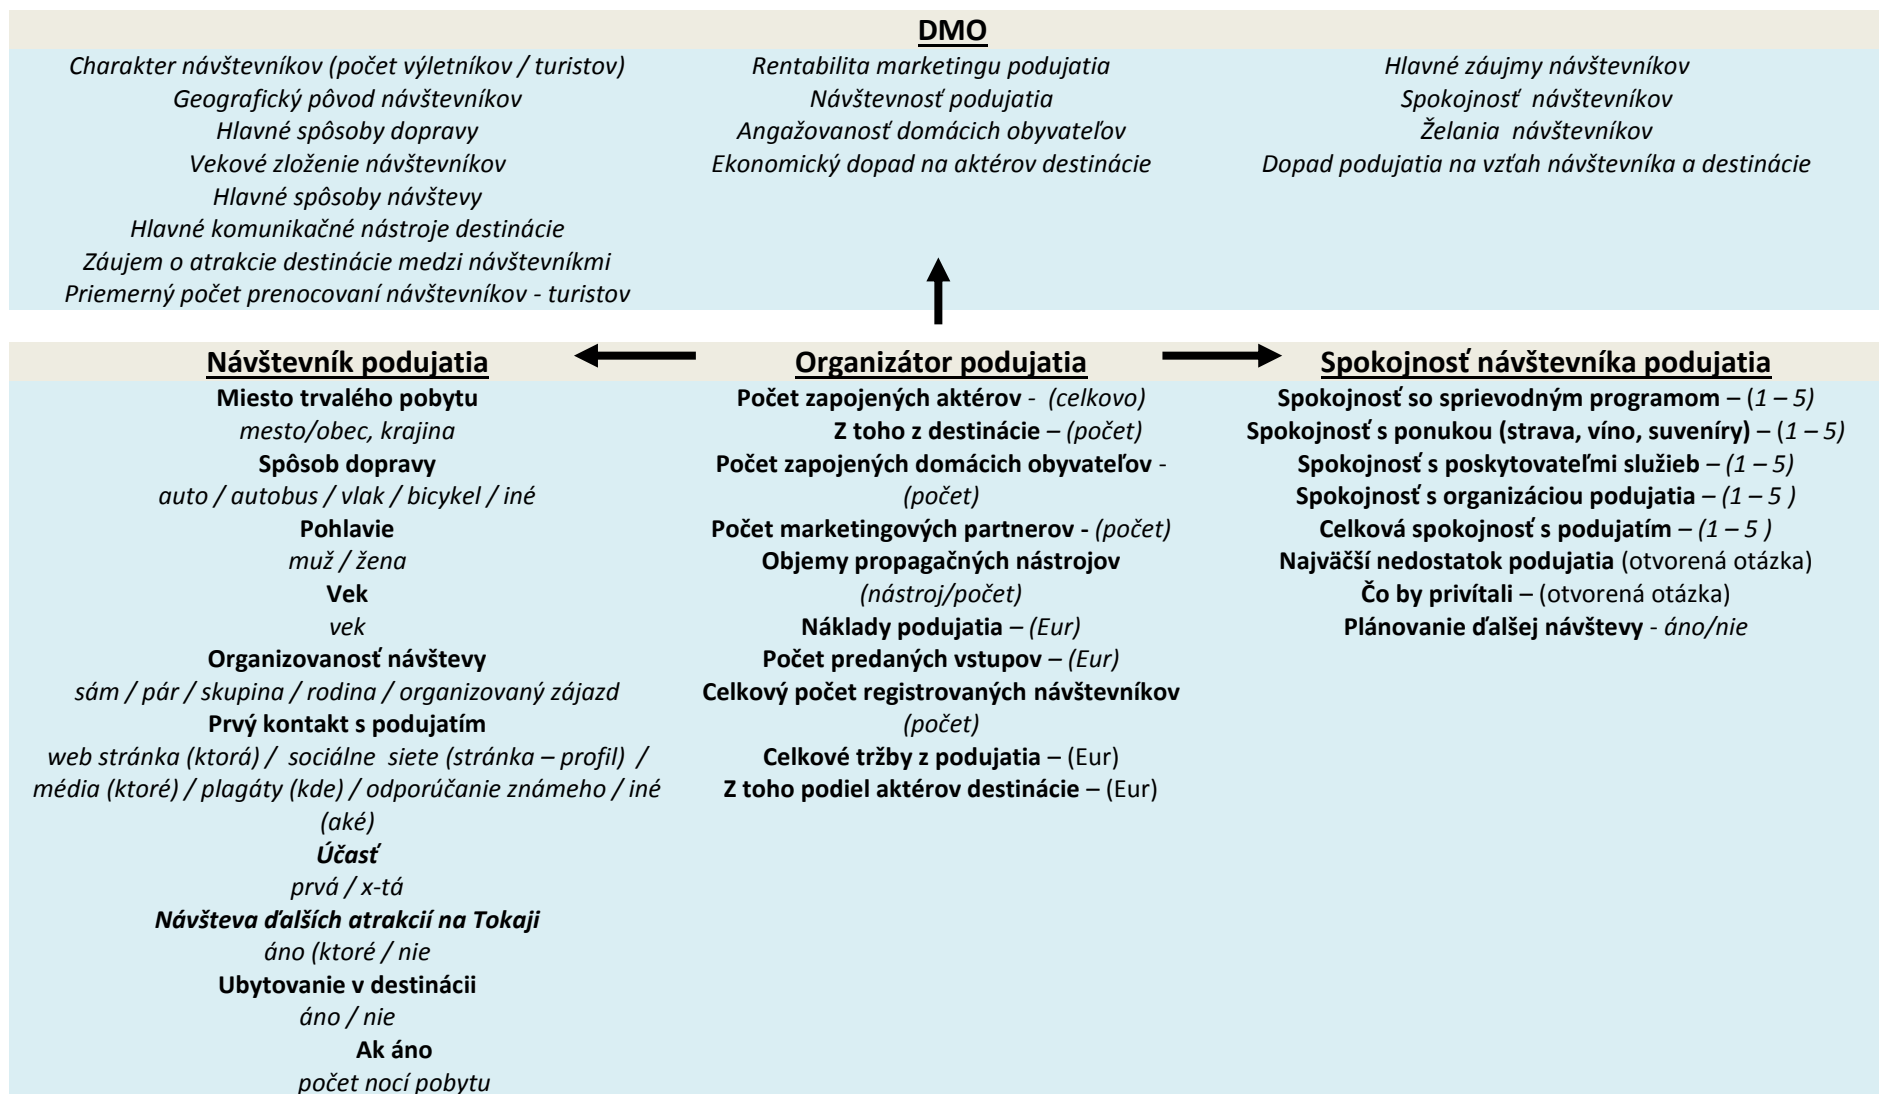 DMO
Charakter návštevníkov (počet výletníkov / turistov)
Geografický pôvod návštevníkov
Hlavné spôsoby dopravy
Vekové zloženie návštevníkov
Hlavné spôsoby návštevy
Hlavné komunikačné nástroje destinácie
Záujem o atrakcie destinácie medzi návštevníkmi
Priemerný počet prenocovaní návštevníkov - turistov
Rentabilita marketingu podujatia
Návštevnosť podujatia
Angažovanosť domácich obyvateľov
Ekonomický dopad na aktérov destinácie
Hlavné záujmy návštevníkov
Spokojnosť  návštevníkov
Želania  návštevníkov
Dopad podujatia na vzťah návštevníka a destinácie
Návštevník podujatia
Miesto trvalého pobytu
mesto/obec, krajina
Spôsob dopravy
auto / autobus / vlak / bicykel / iné
Pohlavie
muž / žena
Vek
vek
Organizovanosť návštevy
sám / pár / skupina / rodina / organizovaný zájazd
Prvý kontakt s podujatím
web stránka (ktorá) /  sociálne  siete (stránka – profil)  /
média (ktoré) / plagáty (kde) / odporúčanie známeho / iné
(aké)
Účasť
prvá / x-tá
Návšteva ďalších atrakcií na Tokaji
áno (ktoré / nie
Ubytovanie v destinácii
áno / nie
Ak áno
počet nocí pobytu
Organizátor podujatia
Počet zapojených aktérov -  (celkovo)
Z toho z destinácie – (počet)
Počet zapojených domácich obyvateľov -
(počet)
Počet marketingových partnerov - (počet)
Objemy propagačných nástrojov
(nástroj/počet)
Náklady podujatia – (Eur)
Počet predaných vstupov – (Eur)
Celkový počet registrovaných návštevníkov
(počet)
Celkové tržby z podujatia – (Eur)
Z toho podiel aktérov destinácie – (Eur)
Spokojnosť návštevníka podujatia
Spokojnosť so sprievodným programom – (1 – 5)
Spokojnosť s ponukou (strava, víno, suveníry) – (1 – 5)
Spokojnosť s poskytovateľmi služieb – (1 – 5)
Spokojnosť s organizáciou podujatia – (1 – 5 )
Celková spokojnosť s podujatím – (1 – 5 )
Najväčší nedostatok podujatia (otvorená otázka)
Čo by privítali – (otvorená otázka)
Plánovanie ďalšej návštevy - áno/nie